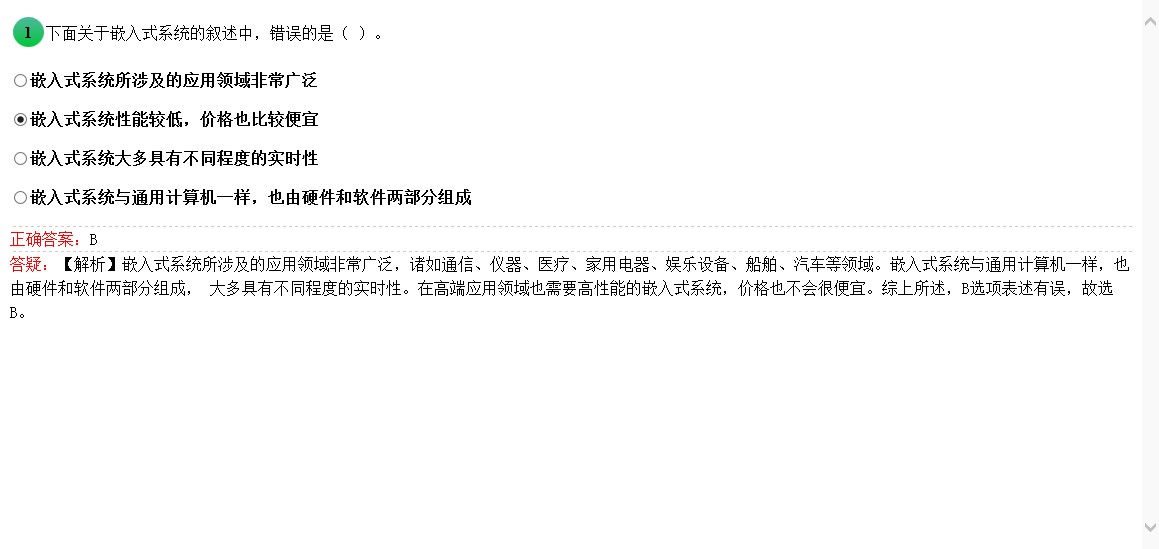 1 下面关于嵌入式系统的叙述中，错误的是（ ）。
嵌入式系统所涉及的应用领域非常广泛
嵌入式系统性能较低，价格也比较便宜
嵌入式系统大多具有不同程度的实时性
嵌入式系统与通用计算机一样，也由硬件和软件两部分组成
正确答案：B
答疑：【解析】嵌入式系统所涉及的应用领域非常广泛，诸如通信、仪器、医疗、家用电器、娱乐设备、船舶、汽车等领域。嵌入式系统与通用计算机一样，也
由硬件和软件两部分组成， 大多具有不同程度的实时性。在高端应用领域也需要高性能的嵌入式系统，价格也不会很便宜。综上所述，B选项表述有误，故选
B。